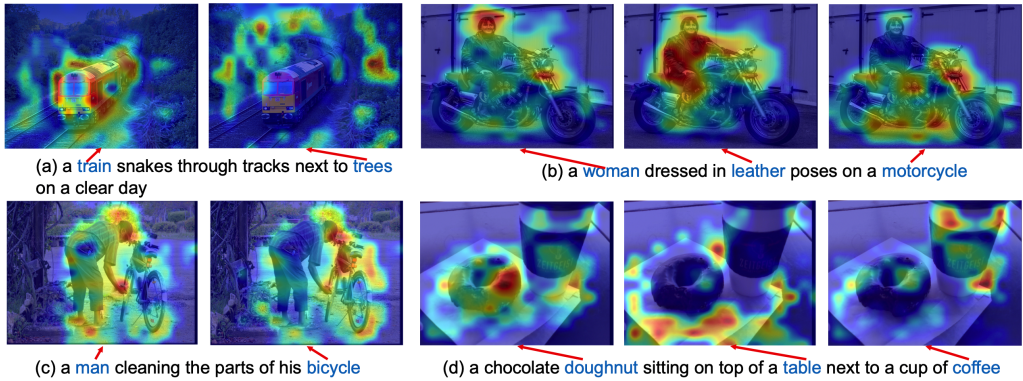 (a) a train snakes through tracks next to trees
on a clear day
(b) a woman dressed in leather poses on a motorcycle
(c) a man cleaning the parts of his bicycle
(d) a chocolate doughnut sitting on top of a table next to a cup of coffee